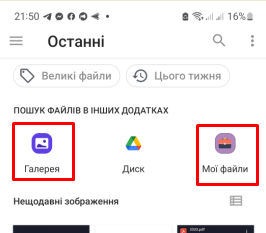 21:50 16%
Останні
Великі файли Цього тижня
ПОШУК ФАЙЛІВ В ІНШИХ ДОДАТКАХ
Галерея Диск Мої файли
Нещодавні зображення